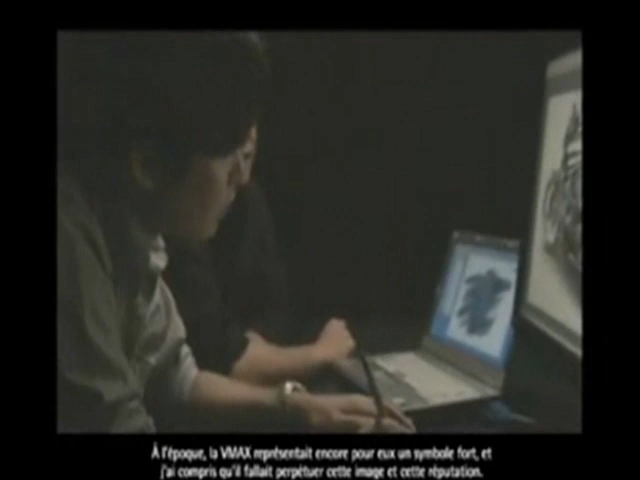 À l'époque, la VMAX représentait encore pour eux un symbole fort, et
j'ai compris qu'il fallait perpétuer cette image et cette réputation.